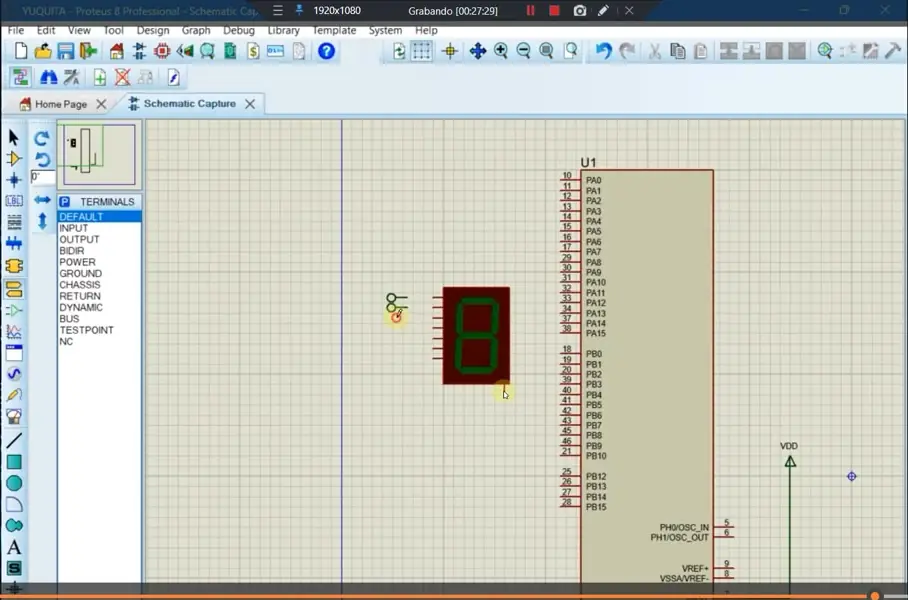 YUQUITA - Proteus 8 Professional - Schematic Cap
1920x1080
Grabando [00:27:29]
File Edit View Tool Design Graph Debug Library Template System Help
Home Page
Schematic Capture
0°
LBL
P TERMINALS
DEFAULT
INPUT
OUTPUT
BIDIR
POWER
GROUND
CHASSIS
RETURN
DYNAMIC
BUS
TESTPOINT
NC
A
S
U1
10 PA0
11 PA1
12 PA2
13 PA3
14 PA4
15 PA5
16 PA6
17 PA7
29 PA8
30 PA9
31 PA10
32 PA11
33 PA12
34 PA13
37 PA14
38 PA15
18 PB0
19 PB1
20 PB2
39 PB3
40 PB4
41 PB5
42 PB6
43 PB7
45 PB8
46 PB9
21 PB10
25 PB12
26 PB13
27 PB14
28 PB15
PH0/OSC_IN 5
PH1/OSC_OUT 6
VREF+ 9
VSSA/VREF- 8
VDD